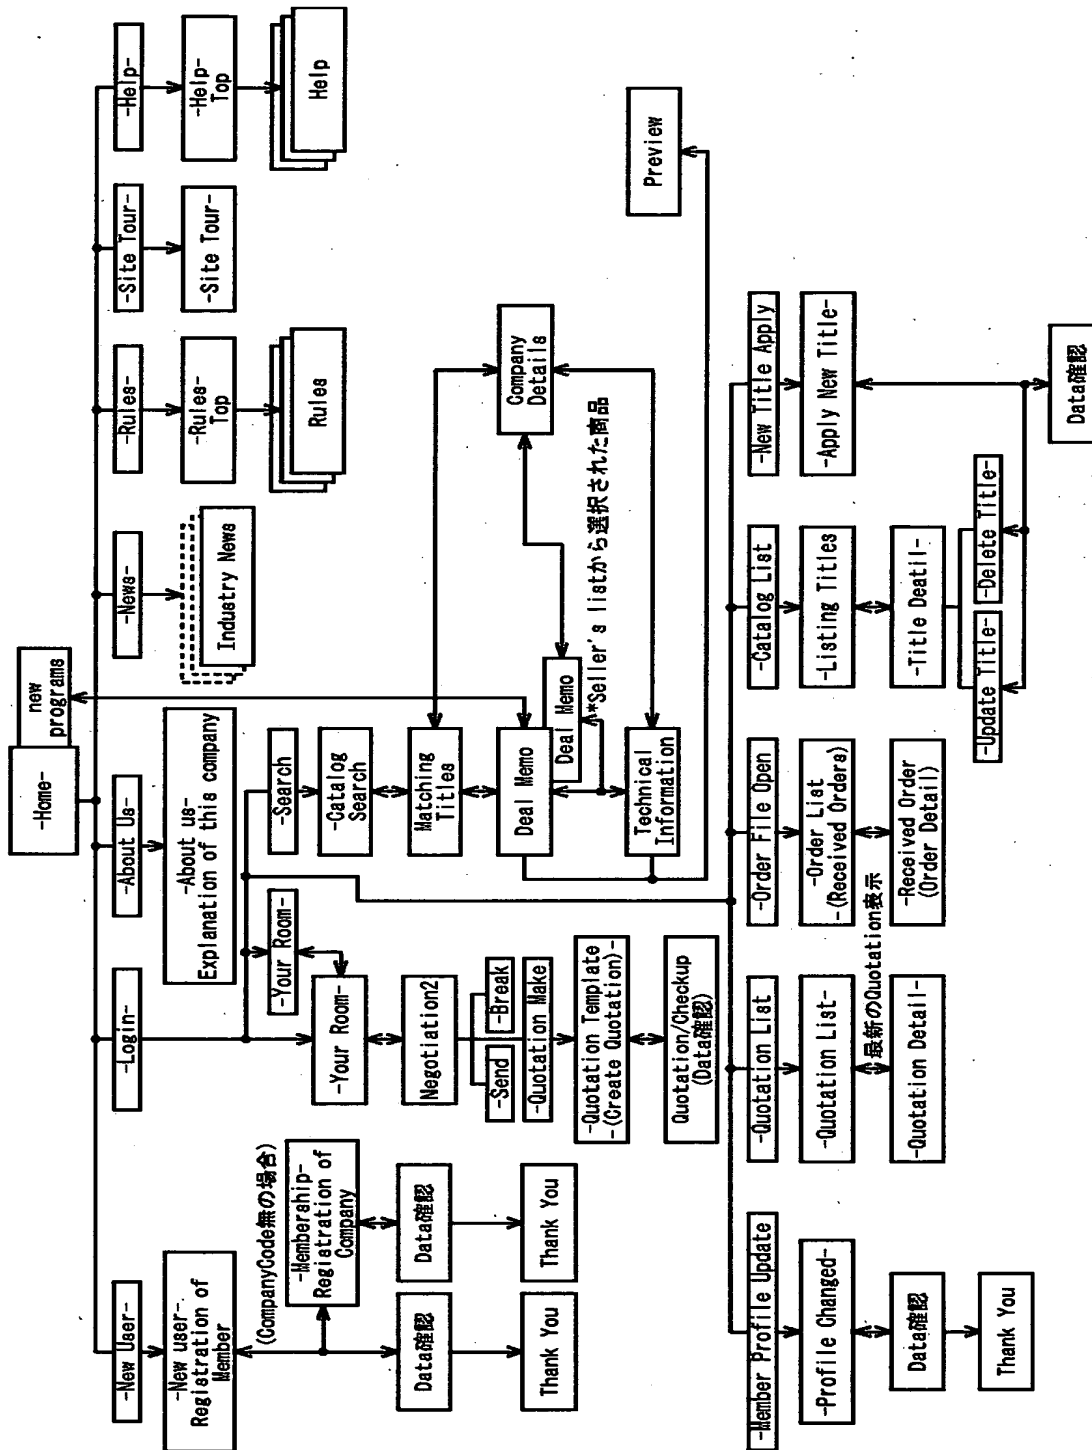 -Home-
new
programs
-New User-
-Login-
-About Us-
-News-
-Rules-
-Site Tour-
-Help-
-New user-
Registration of
Member
-About us-
Explanation of this company
Industry News
-Rules-
Top
-Site Tour-
-Help-
Top
Rules
Help
(CompanyCode無の場合)
-Membership-
Registration of
Company
-Your Room-
-Search
-Your Room-
-Catalog
Search
Data確認
Data確認
Negotiation2
Matching
Titles
-Send
-Break
-Quotation Make
Thank You
Thank You
Deal Memo
Deal Memo
Company
Details
*Seller's listから選択された商品
-Quotation Template
-(Create Quotation)-
Technical
Information
Preview
Quotation/Checkup
(Data確認)
-Member Profile Update
-Quotation List
-Order File Open
-Catalog List
-New Title Apply
-Profile Changed-
-Quotation List-
-Order List
-(Received Orders)
-Listing Titles
-Apply New Title-
最新のQuotation表示
Data確認
-Quotation Detail-
-Received Order
(Order Detail)
-Title Deatil-
Thank You
-Update Title-
-Delete Title-
Data確認